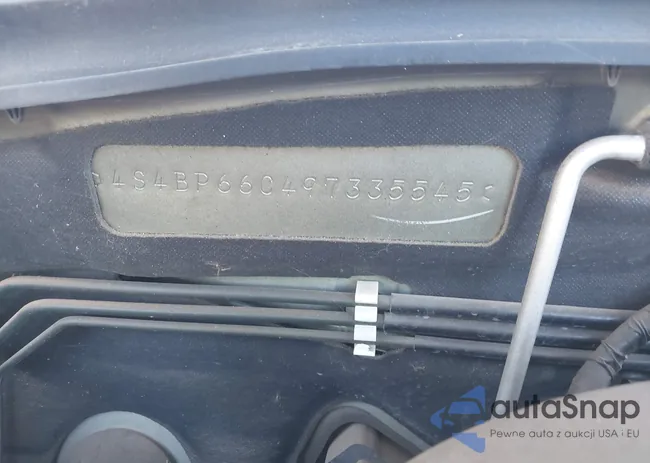 4S4BP66C497335545
autaSnap
Pewne auta z aukcji USA i EU